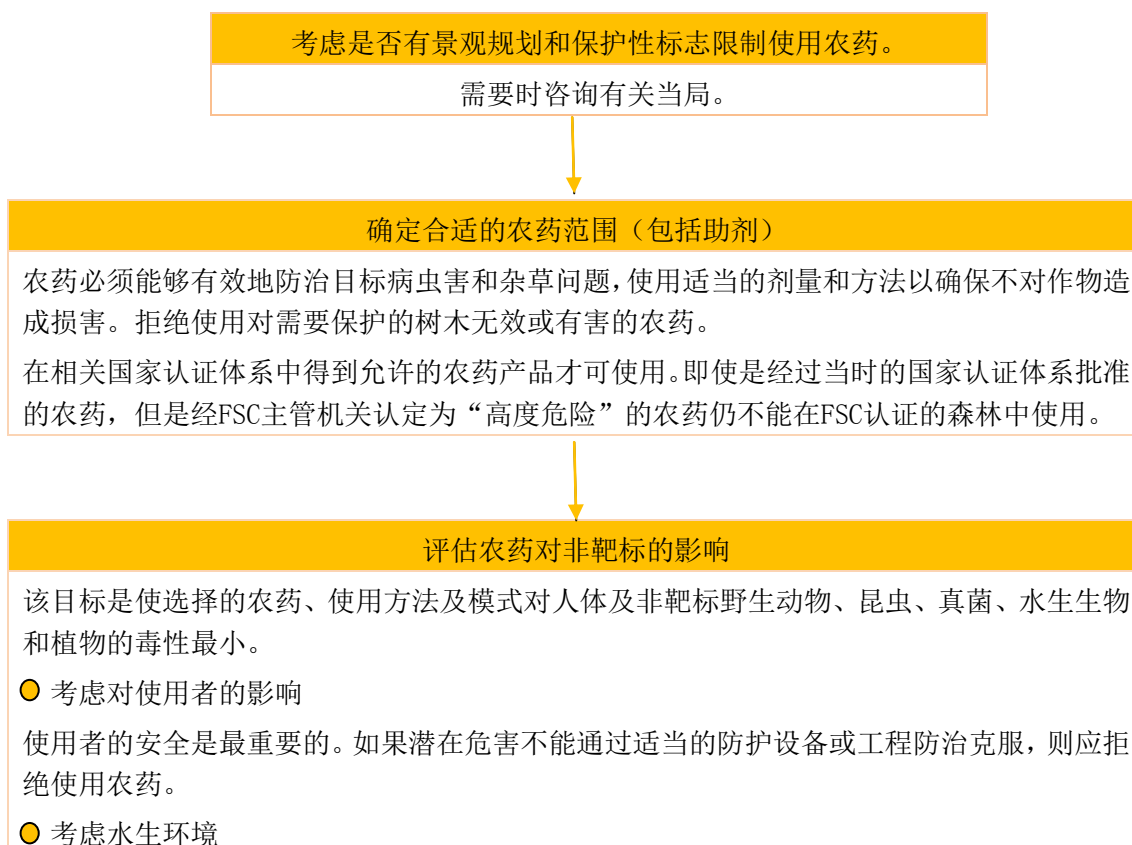 考虑是否有景观规划和保护性标志限制使用农药。
需要时咨询有关当局。
确定合适的农药范围（包括助剂）
农药必须能够有效地防治目标病虫害和杂草问题,使用适当的剂量和方法以确保不对作物造
成损害。拒绝使用对需要保护的树木无效或有害的农药。
在相关国家认证体系中得到允许的农药产品才可使用。即使是经过当时的国家认证体系批准
的农药，但是经FSC主管机关认定为“高度危险”的农药仍不能在FSC认证的森林中使用。
评估农药对非靶标的影响
该目标是使选择的农药、使用方法及模式对人体及非靶标野生动物、昆虫、真菌、水生生物
和植物的毒性最小。
考虑对使用者的影响
使用者的安全是最重要的。如果潜在危害不能通过适当的防护设备或工程防治克服，则应拒
绝使用农药。
考虑水生环境